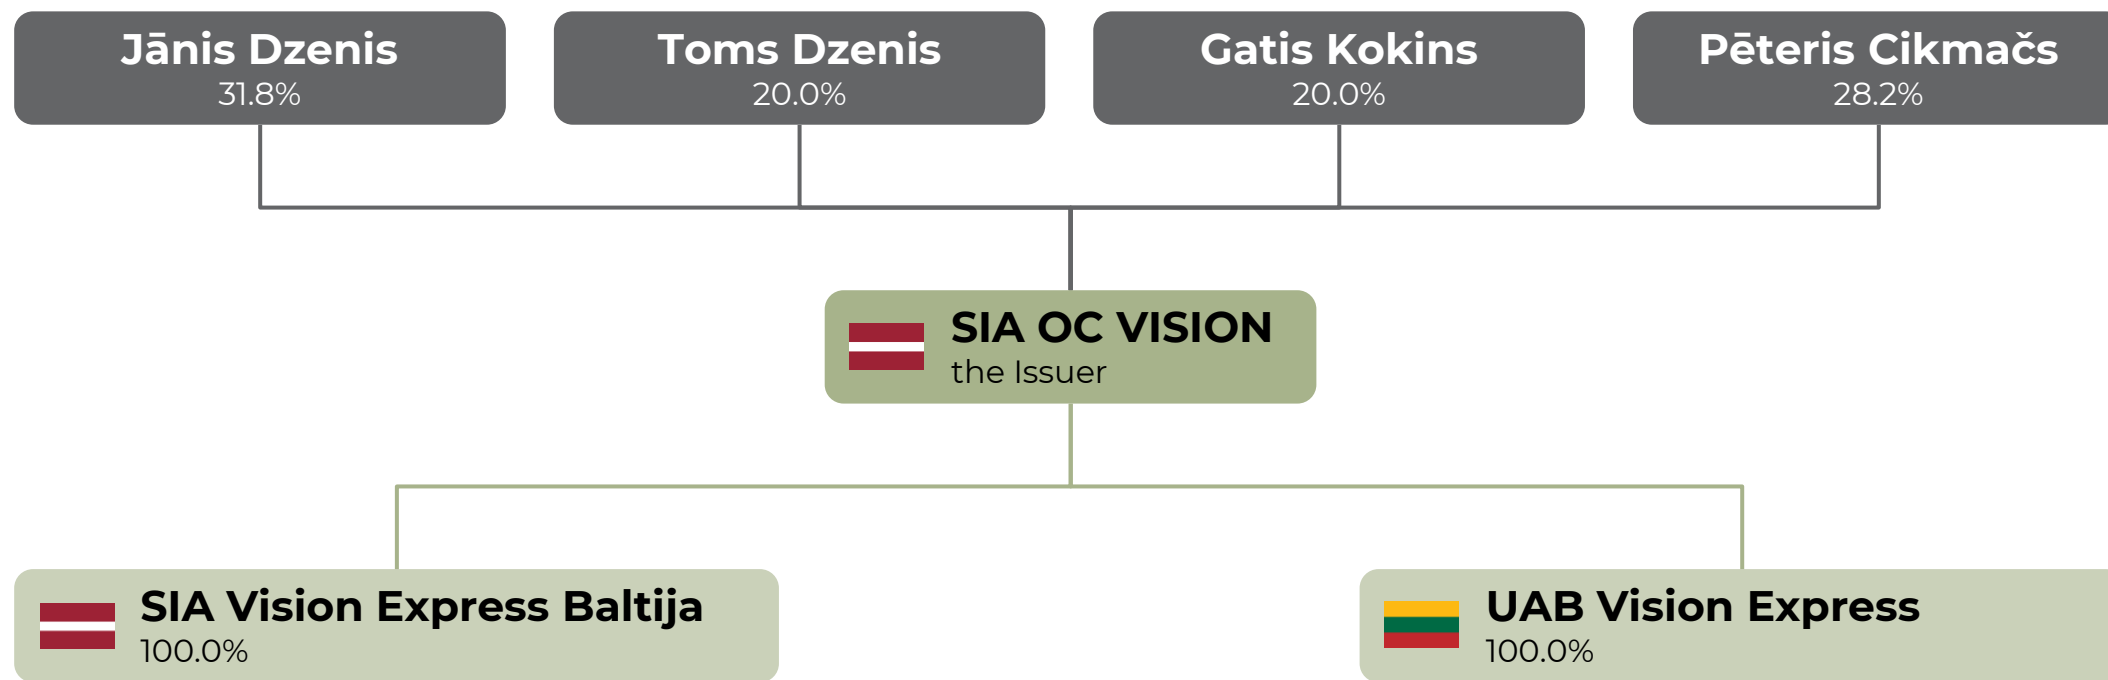 Jānis Dzenis
31.8%
Toms Dzenis
20.0%
Gatis Kokins
20.0%
Pēteris Cikmačs
28.2%
SIA OC VISION
the Issuer
SIA Vision Express Baltija
100.0%
UAB Vision Express
100.0%